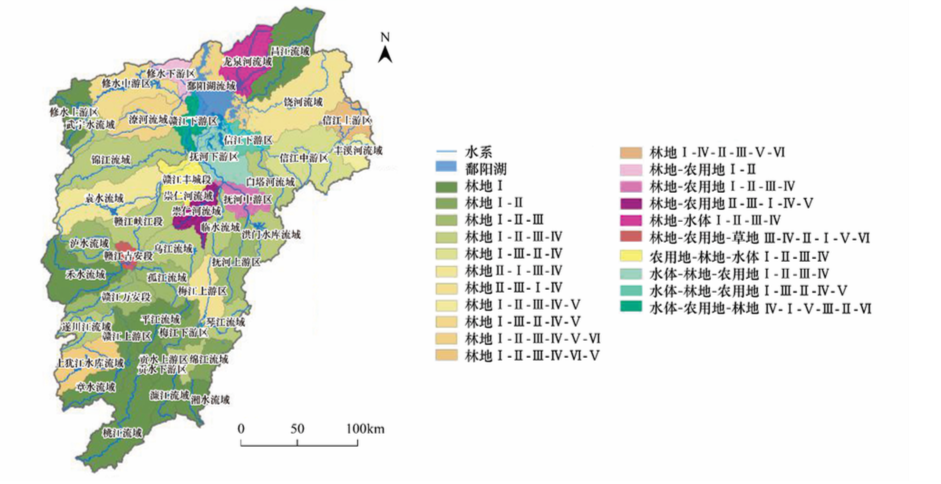 N
昌江流域
龙泉河流域
修水下游区
修水中游区
鄱阳湖流域
饶河流域
修水上游区
武宁水流域
潦河流域
赣江下游区
信江上游区
信江下游区
丰溪河流域
抚河下游区
信江中游区
锦江流域
赣江丰城段
白塔河流域
袁水流域
崇仁河流域
抚河中游区
崇仁河流域
赣江峡江段
临水流域
洪门水库流域
泸水流域
赣江吉安段
乌江流域
抚河上游区
禾水流域
孤江流域
梅江上游区
赣江万安段
平江流域
琴江流域
遂川江流域
赣江上游区
梅江下游区
上犹江水库流域
贡水上游区
绵江流域
贡水下游区
章水流域
濂江流域
湘水流域
桃江流域
0 50 100km
水系
鄱阳湖
林地 I
林地 I - II
林地 I - II - III
林地 I - II - III - IV
林地 I - III - II - IV
林地 II - I - III - IV
林地 II - III - I - IV
林地 I - II - III - IV - V
林地 I - III - II - IV - V
林地 I - II - III - IV - V - VI
林地 I - II - III - IV - VI - V
林地 I - IV - II - III - V - VI
林地-农用地 I - II
林地-农用地 I - II - III - IV
林地-农用地 II - III - I - IV - V
林地-水体 I - II - III - IV
林地-农用地-草地 III - IV - II - I - V - VI
农用地-林地-水体 I - II - III - IV
水体-林地-农用地 I - II - III - IV
水体-林地-农用地 I - III - II - IV - V
水体-农用地-林地 IV - I - V - III - II - VI